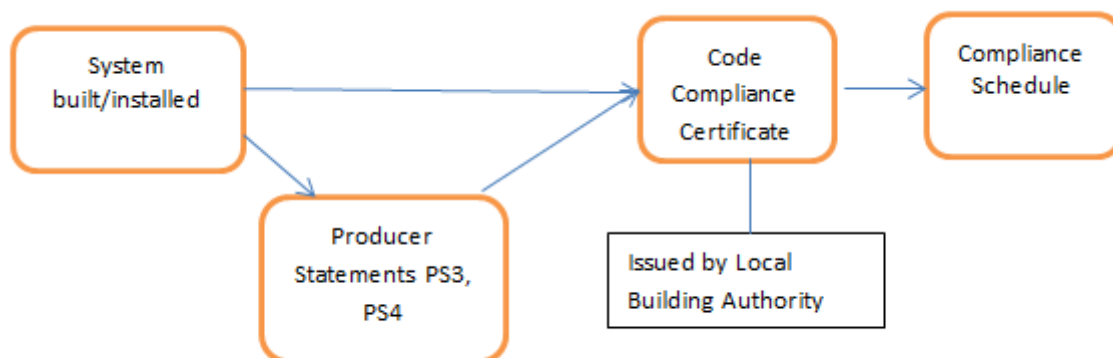 System
built/installed
Producer
Statements PS3,
PS4
Code
Compliance
Certificate
Issued by Local
Building Authority
Compliance
Schedule